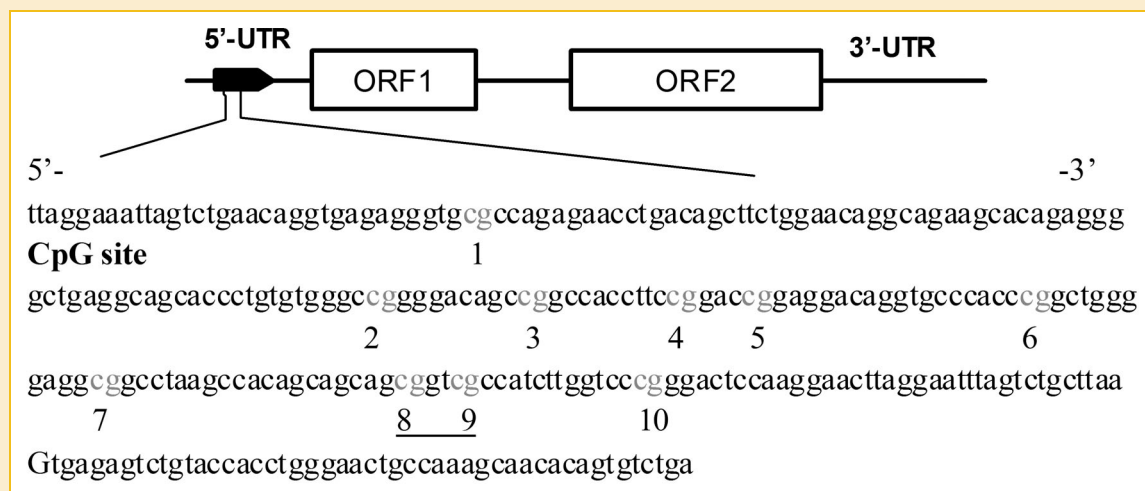 5'-UTR
ORF1
ORF2
3'-UTR
5'- -3'
ttaggaaattagtctgaacaggtgagagggtgcgccagagaacctgacagcttctggaacaggcagaagcacagaggg
CpG site 1
gctgaggcagcaccctgtgtgggccggggacagccggccaccttccggaccggaggacaggtgcccacccggctggg
2 3 4 5 6
gaggcggcctaagccacagcagcagcggtcgccatcttggtcccgggactccaaggaacttaggaatttagtctgcttaa
7 8 9 10
Gtgagagtctgtaccacctgggaactgccaaagcaacacagtgtctga